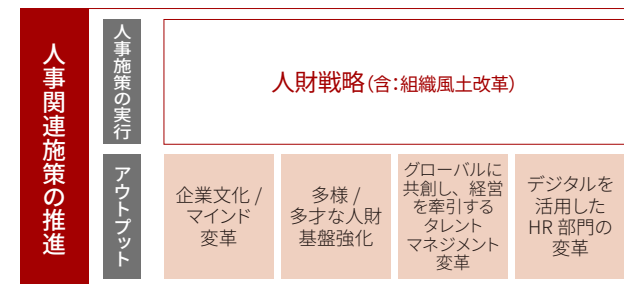 人事関連施策の推進
人事施策の実行
人財戦略(含:組織風土改革)
アウトプット
企業文化 /
マインド
変革
多様 /
多才な人財
基盤強化
グローバルに
共創し、経営
を牽引する
タレント
マネジメント
変革
デジタルを
活用した
HR 部門の
変革